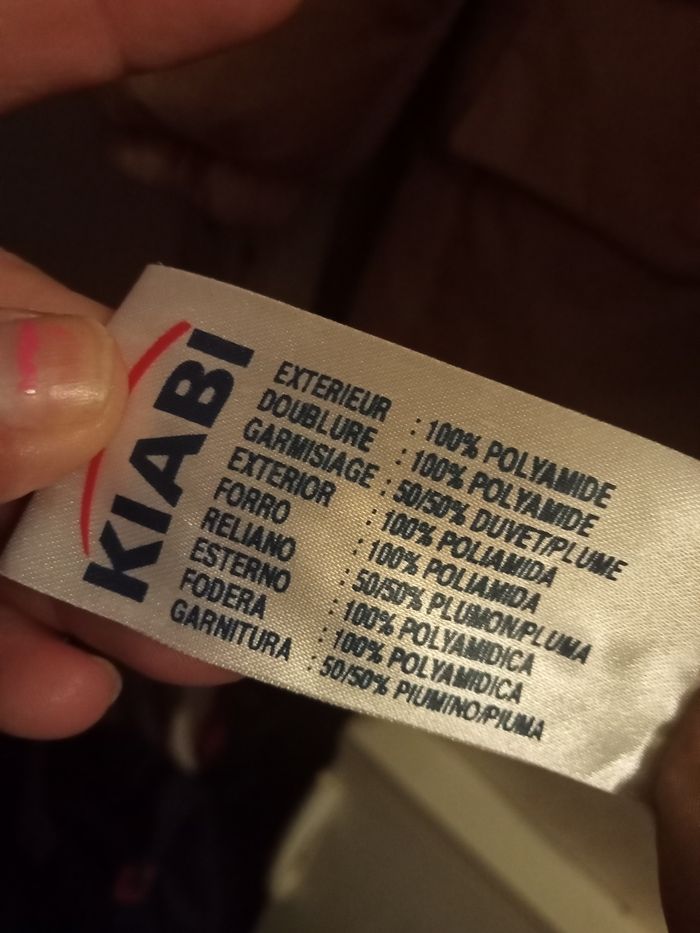 KIABI
EXTERIEUR : 100% POLYAMIDE
DOUBLURE : 100% POLYAMIDE
GARMISIAGE : 50/50% DUVET/PLUME
EXTERIOR : 100% POLIAMIDA
FORRO : 100% POLIAMIDA
RELIANO : 50/50% PLUMON/PLUMA
ESTERNO : 100% POLYAMIDICA
FODERA : 100% POLYAMIDICA
GARNITURA : 50/50% PIUMINO/PIUMA